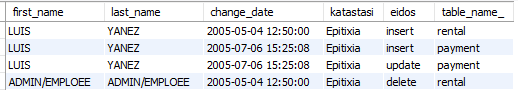 first_name last_name change_date katastasi eidos table_name_
LUIS YANEZ 2005-05-04 12:50:00 Epitixia insert rental
LUIS YANEZ 2005-07-06 15:25:08 Epitixia insert payment
LUIS YANEZ 2005-07-06 15:25:08 Epitixia update payment
ADMIN/EMPLOEE ADMIN/EMPLOEE 2005-05-04 12:50:00 Epitixia delete rental